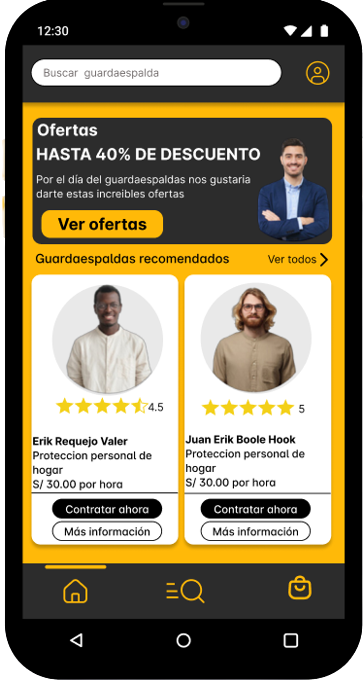 12:30
Buscar guardaespalda
Ofertas
HASTA 40% DE DESCUENTO
Por el día del guardaespaldas nos gustaria
darte estas increibles ofertas
Ver ofertas
Guardaespaldas recomendados
Ver todos
4.5
Erik Requejo Valer
Proteccion personal de
hogar
S/ 30.00 por hora
Contratar ahora
Más información
5
Juan Erik Boole Hook
Proteccion personal de
hogar
S/ 30.00 por hora
Contratar ahora
Más información